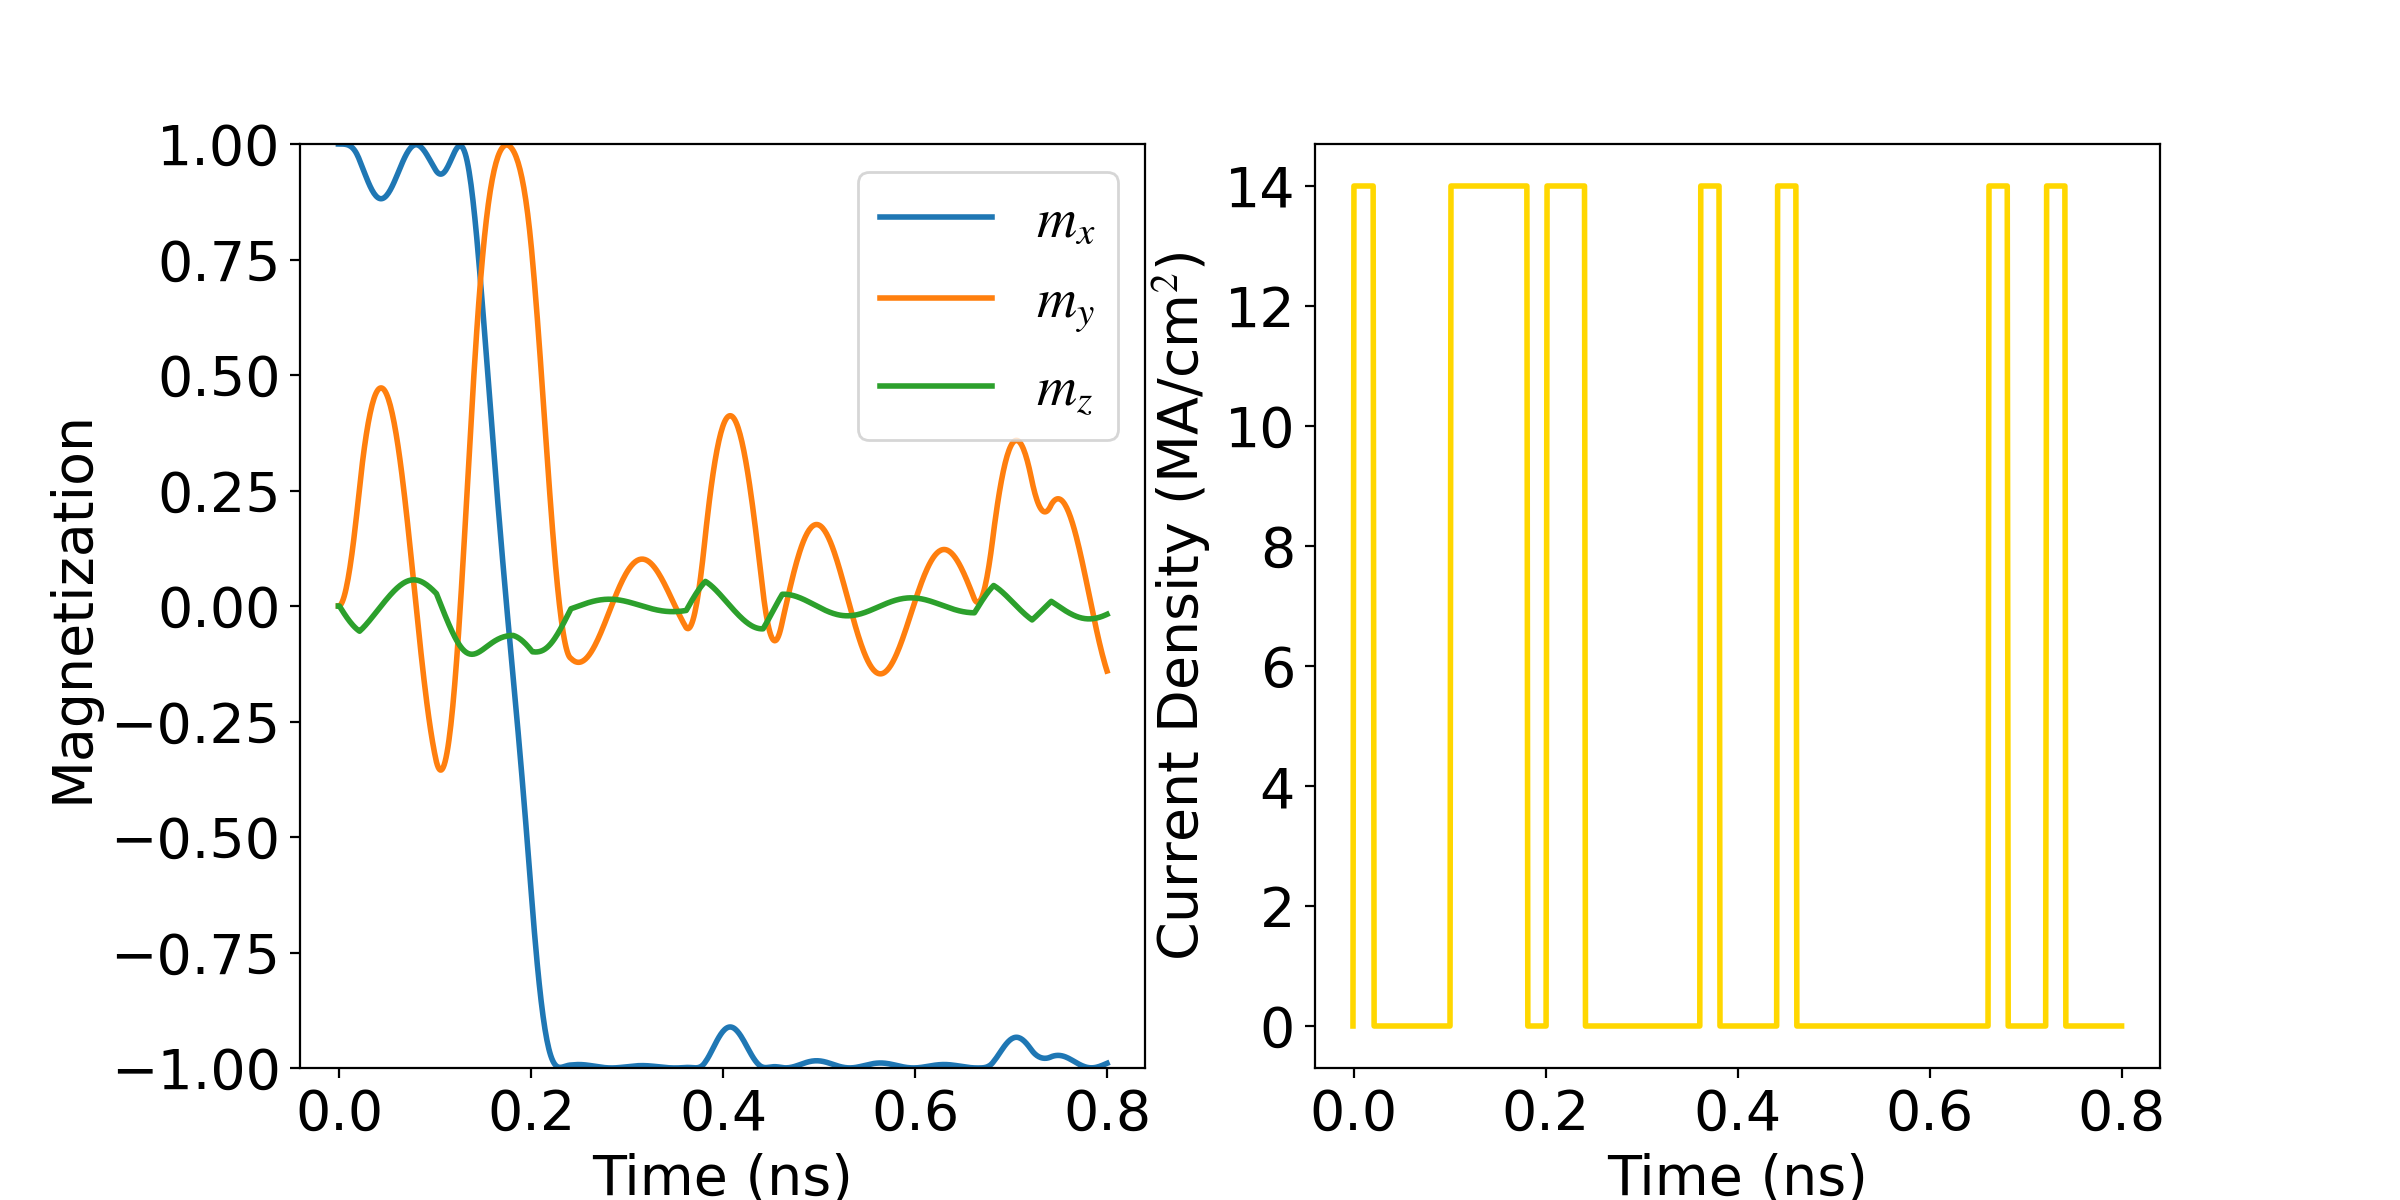 Magnetization
1.00
0.75
0.50
0.25
0.00
−0.25
−0.50
−0.75
−1.00
0.0 0.2 0.4 0.6 0.8
Time (ns)
m_x
m_y
m_z
Current Density (MA/cm²)
14
12
10
8
6
4
2
0
0.0 0.2 0.4 0.6 0.8
Time (ns)